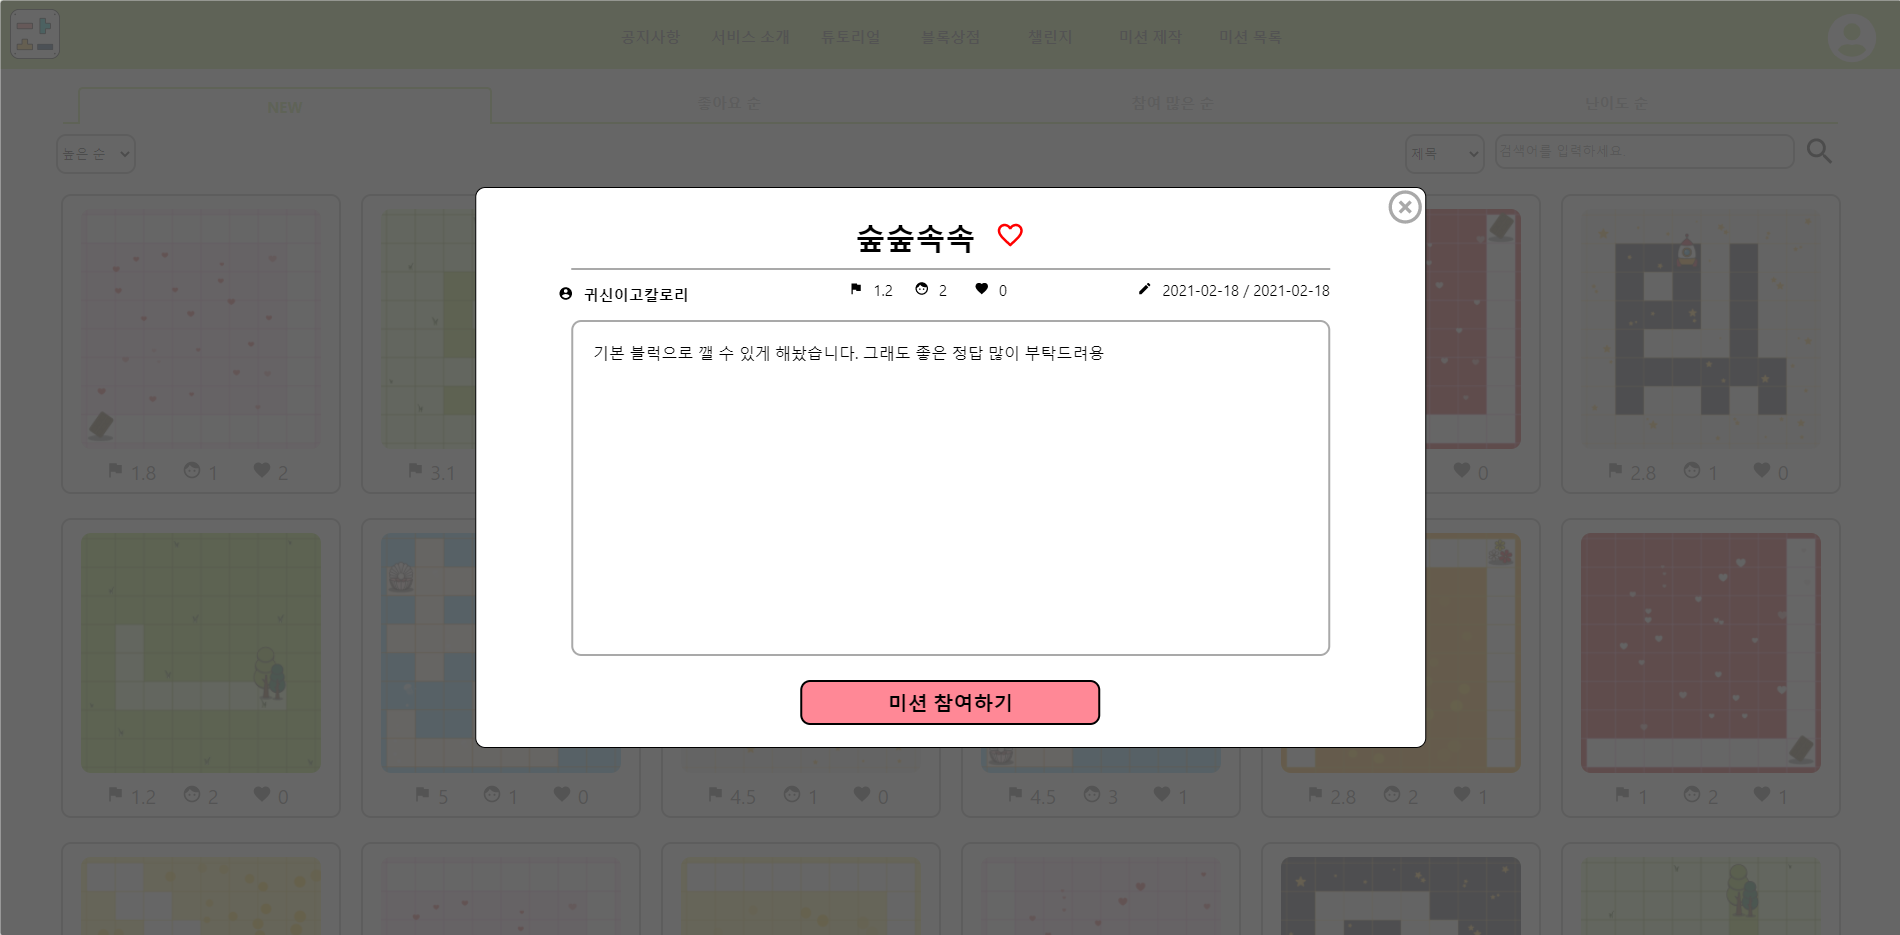 공지사항 서비스 소개 튜토리얼 블록상점 챌린지 미션 제작 미션 목록
NEW 좋아요 순 참여 많은 순 난이도 순
높은 순 제목 검색어를 입력하세요
숲숲속속
귀신이고칼로리 1.2 2 0 2021-02-18 / 2021-02-18
기본 블럭으로 깰 수 있게 해놨습니다. 그래도 좋은 정답 많이 부탁드려용
미션 참여하기
1.8 1 2 3.1 0 2.8 1 0
1.2 2 0 5 1 0 4.5 1 0 4.5 3 1 2.8 2 1 1 2 1